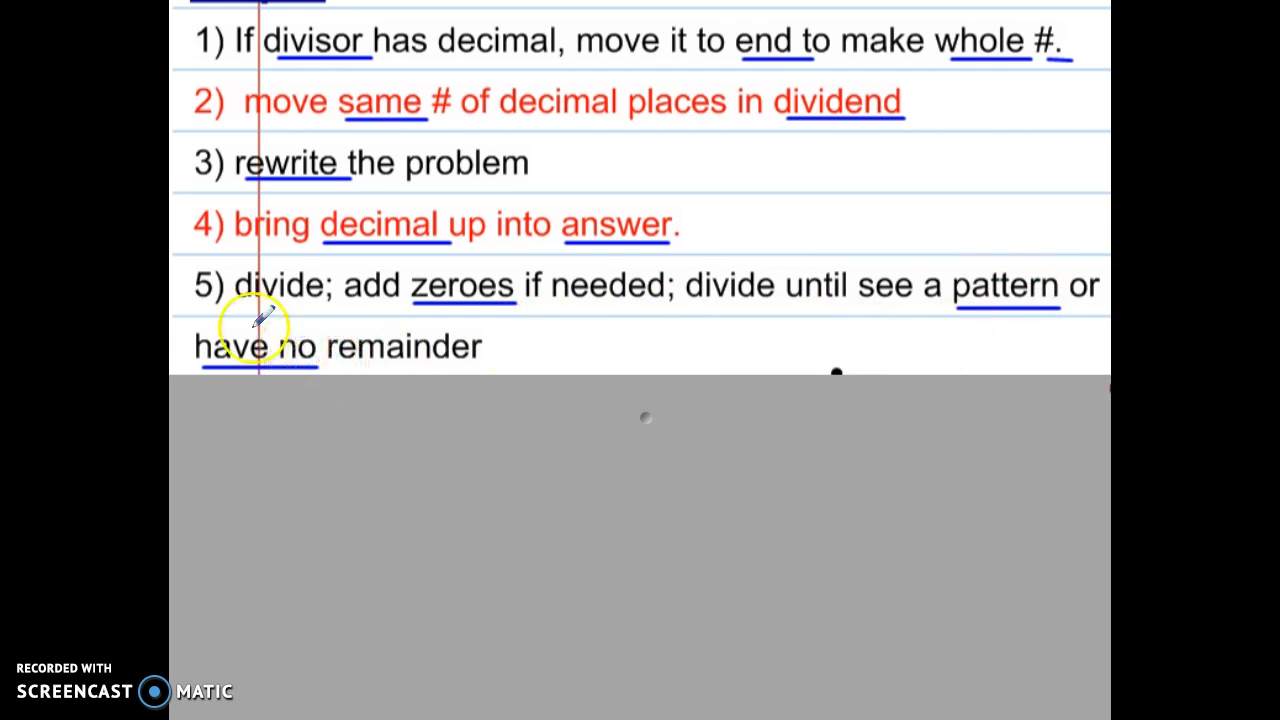 1) If divisor has decimal, move it to end to make whole #.
2) move same # of decimal places in dividend
3) rewrite the problem
4) bring decimal up into answer.
5) divide; add zeroes if needed; divide until see a pattern or
have no remainder
RECORDED WITH
SCREENCAST MATIC